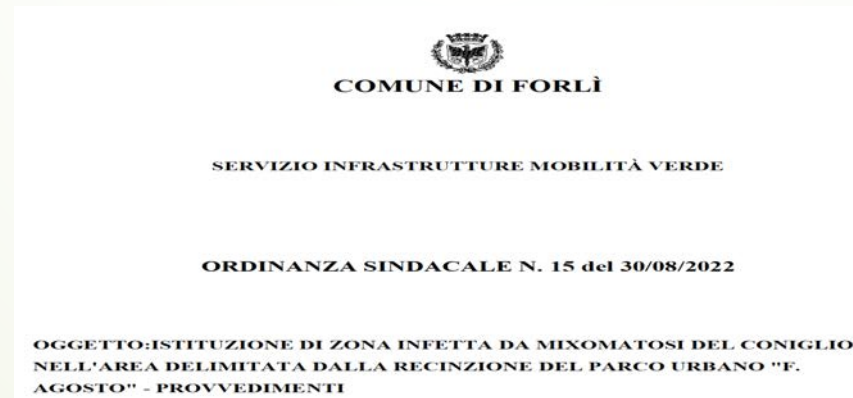 COMUNE DI FORLÌ
SERVIZIO INFRASTRUTTURE MOBILITÀ VERDE
ORDINANZA SINDACALE N. 15 del 30/08/2022
OGGETTO:ISTITUZIONE DI ZONA INFETTA DA MIXOMATOSI DEL CONIGLIO
NELL'AREA DELIMITATA DALLA RECINZIONE DEL PARCO URBANO "F.
AGOSTO" - PROVVEDIMENTI